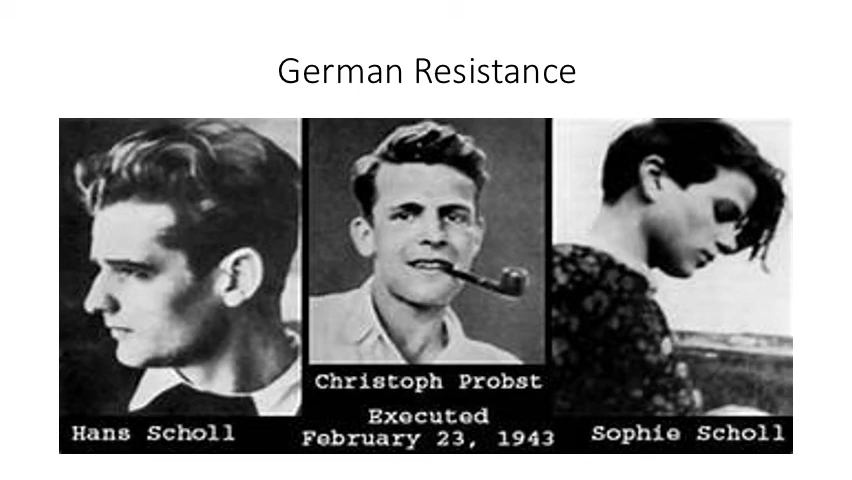 German Resistance
Christoph Probst
Executed
February 23, 1943
Hans Scholl
Sophie Scholl